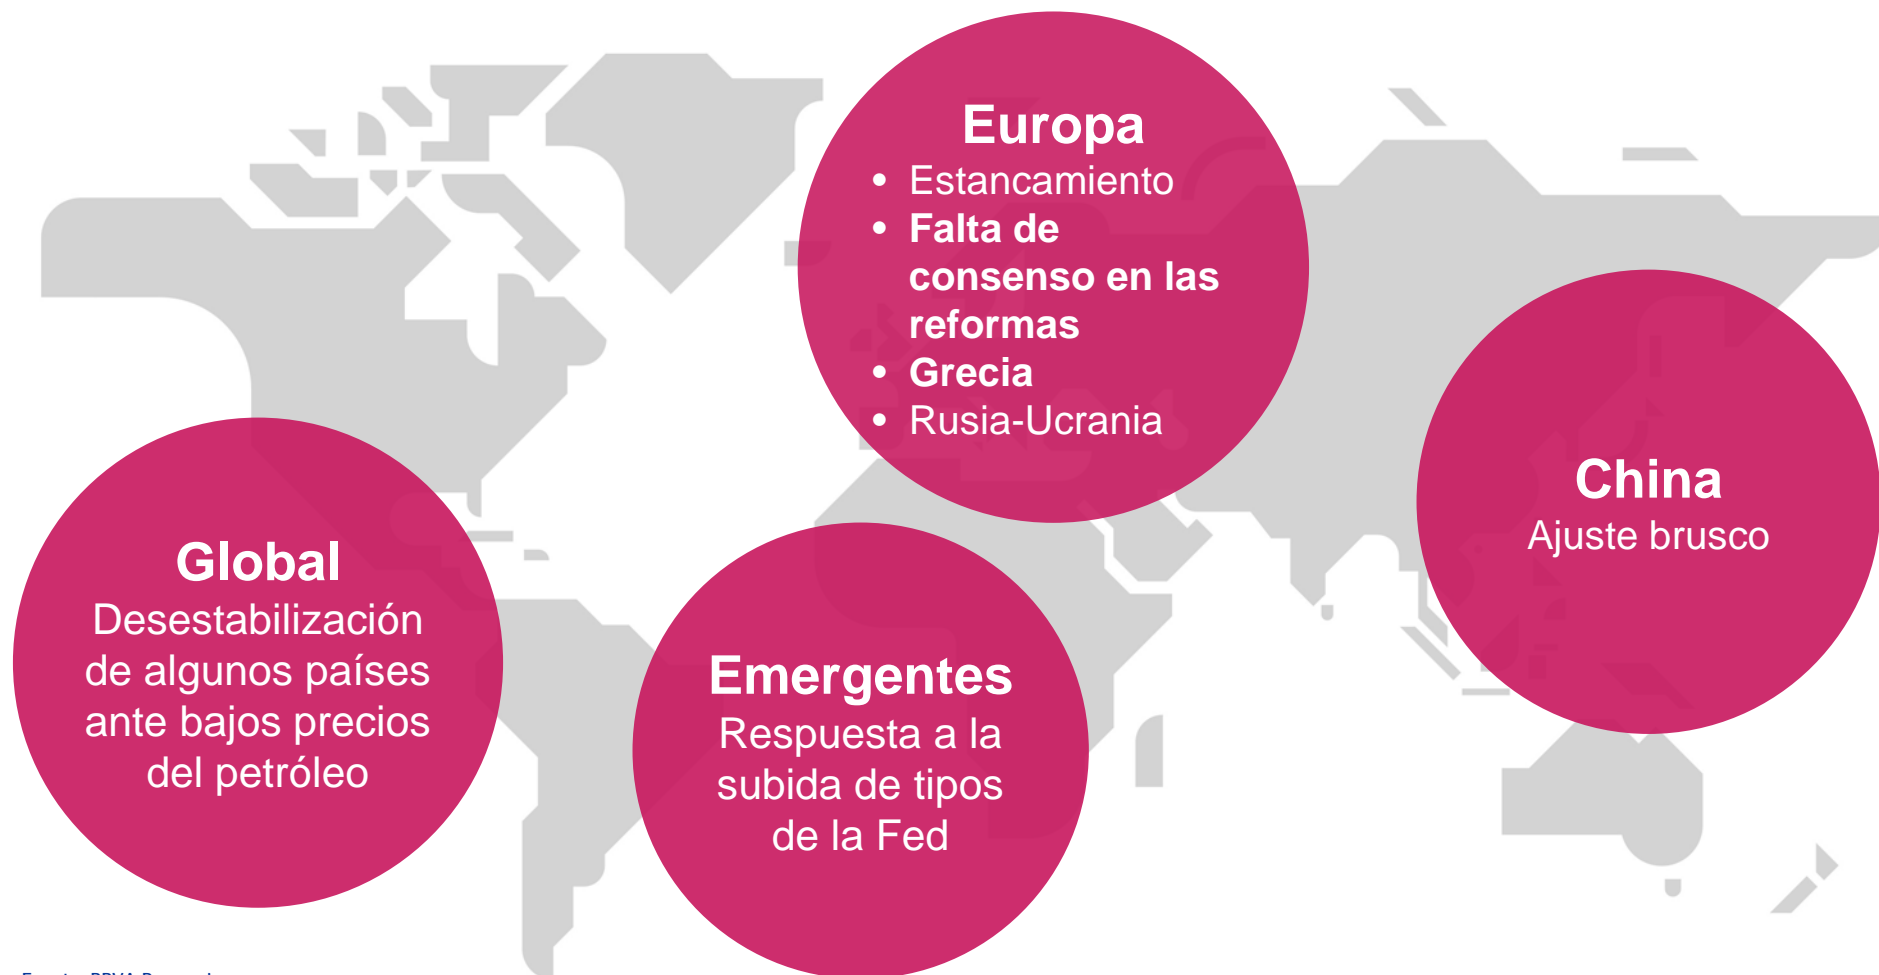 Europa
• Estancamiento
• Falta de
consenso en las
reformas
• Grecia
• Rusia-Ucrania
China
Ajuste brusco
Global
Desestabilización
de algunos países
ante bajos precios
del petróleo
Emergentes
Respuesta a la
subida de tipos
de la Fed